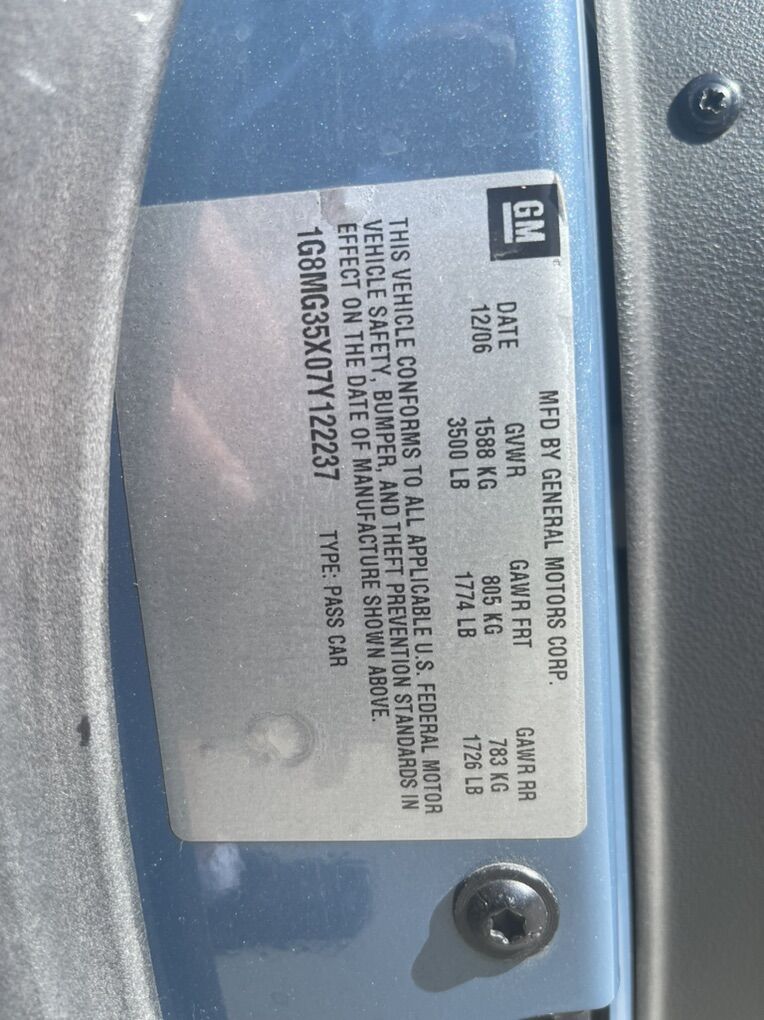 GM
MFD BY GENERAL MOTORS CORP.
DATE GVWR GAWR FRT GAWR RR
12/06 1588 KG 805 KG 783 KG
3500 LB 1774 LB 1726 LB
THIS VEHICLE CONFORMS TO ALL APPLICABLE U.S. FEDERAL MOTOR
VEHICLE SAFETY, BUMPER, AND THEFT PREVENTION STANDARDS IN
EFFECT ON THE DATE OF MANUFACTURE SHOWN ABOVE.
1G8MG35X07Y122237 TYPE: PASS CAR